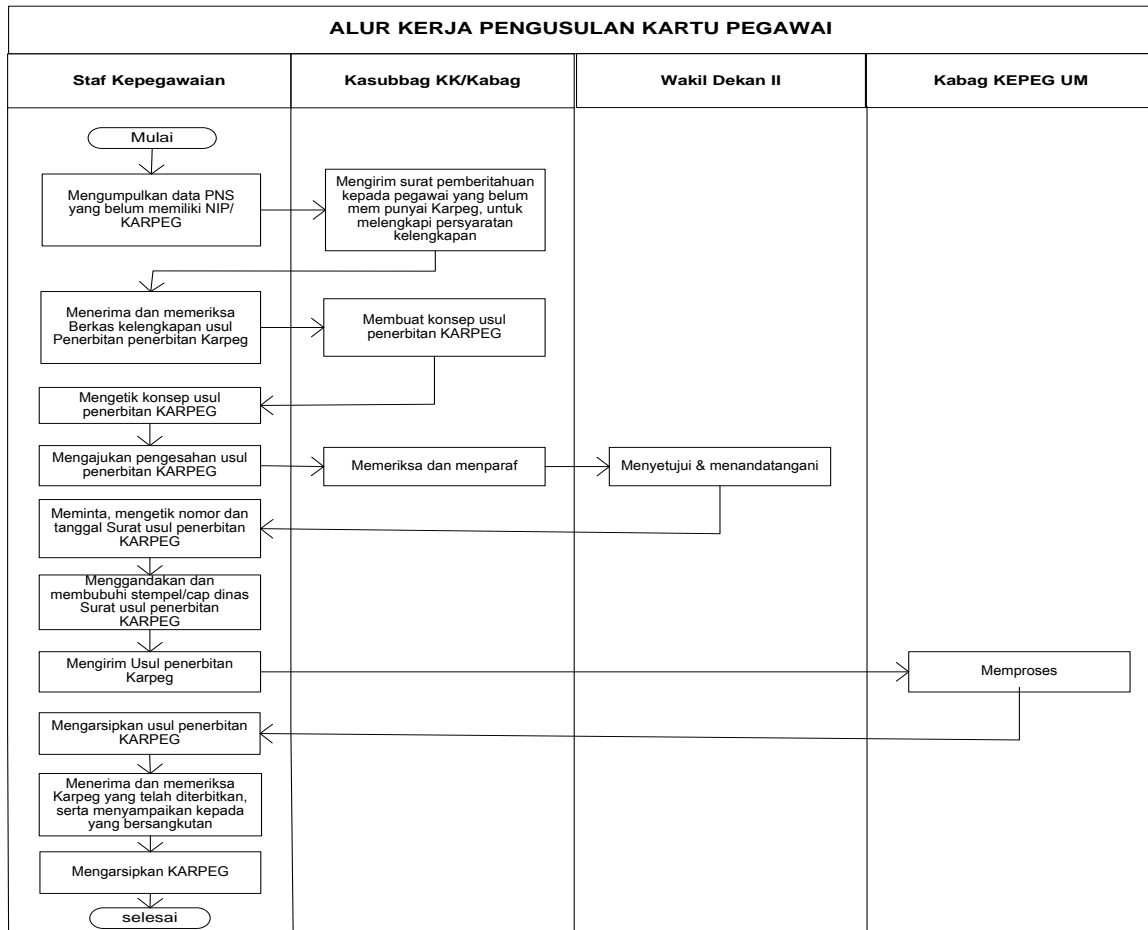 ALUR KERJA PENGUSULAN KARTU PEGAWAI
Staf Kepegawaian
Kasubbag KK/Kabag
Wakil Dekan II
Kabag KEPEG UM
Mulai
Mengumpulkan data PNS
yang belum memiliki NIP/
KARPEG
Mengirim surat pemberitahuan
kepada pegawai yang belum
mem punyai Karpeg, untuk
melengkapi persyaratan
kelengkapan
Menerima dan memeriksa
Berkas kelengkapan usul
Penerbitan penerbitan Karpeg
Membuat konsep usul
penerbitan KARPEG
Mengetik konsep usul
penerbitan KARPEG
Mengajukan pengesahan usul
penerbitan KARPEG
Memeriksa dan menparaf
Menyetujui & menandatangani
Meminta, mengetik nomor dan
tanggal Surat usul penerbitan
KARPEG
Menggandakan dan
membubuhi stempel/cap dinas
Surat usul penerbitan
KARPEG
Mengirim Usul penerbitan
Karpeg
Memproses
Mengarsipkan usul penerbitan
KARPEG
Menerima dan memeriksa
Karpeg yang telah diterbitkan,
serta menyampaikan kepada
yang bersangkutan
Mengarsipkan KARPEG
selesai